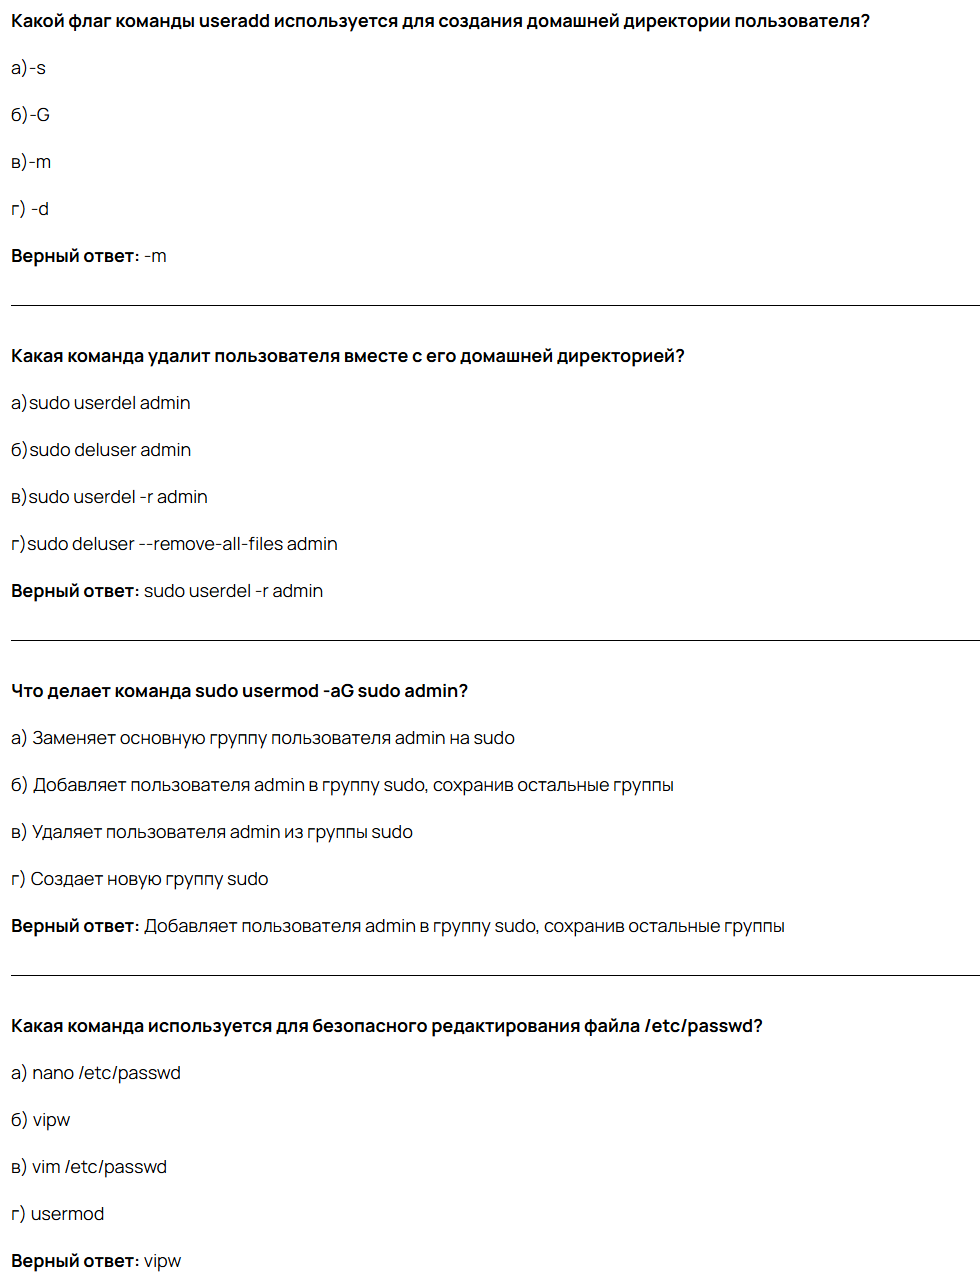 Какой флаг команды useradd используется для создания домашней директории пользователя?
а)-s
б)-G
в)-m
г) -d
Верный ответ: -m
Какая команда удалит пользователя вместе с его домашней директорией?
а)sudo userdel admin
б)sudo deluser admin
в)sudo userdel -r admin
г)sudo deluser --remove-all-files admin
Верный ответ: sudo userdel -r admin
Что делает команда sudo usermod -aG sudo admin?
а) Заменяет основную группу пользователя admin на sudo
б) Добавляет пользователя admin в группу sudo, сохранив остальные группы
в) Удаляет пользователя admin из группы sudo
г) Создает новую группу sudo
Верный ответ: Добавляет пользователя admin в группу sudo, сохранив остальные группы
Какая команда используется для безопасного редактирования файла /etc/passwd?
а) nano /etc/passwd
б) vipw
в) vim /etc/passwd
г) usermod
Верный ответ: vipw